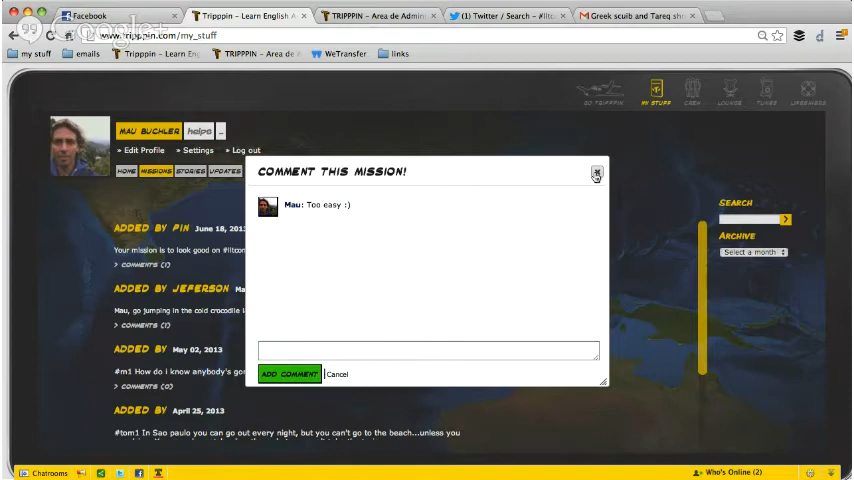 Facebook
Tripppin - Learn English A
TRIPPPIN - Area de Admin
(1) Twitter / Search - #iltco
Greek scuib and Tareq shr
Google+
www.tripppin.com/my_stuff
my stuff
emails
Tripppin - Learn Eng
TRIPPPIN - Area de
WeTransfer
links
GO TRIPPPIN
MY STUFF
CREW
LOUNGE
TUNES
MAU BUCHLER helps ...
» Edit Profile » Settings » Log out
HOME MISSIONS STORIES UPDATES
COMMENT THIS MISSION!
Mau: Too easy :)
ADD COMMENT Cancel
ADDED BY PIN June 18, 2013
Your mission is to look good on #iltcon
> COMMENTS (1)
ADDED BY JEFERSON Ma
Mau, go jumping in the cold crocodile l
> COMMENTS (1)
ADDED BY May 02, 2013
#m1 How do i know anybody's gon
> COMMENTS (0)
ADDED BY April 25, 2013
#tom1 In Sao paulo you can go out every night, but you can't go to the beach...unless you
SEARCH
ARCHIVE
Select a month
Chatrooms
Who's Online (2)